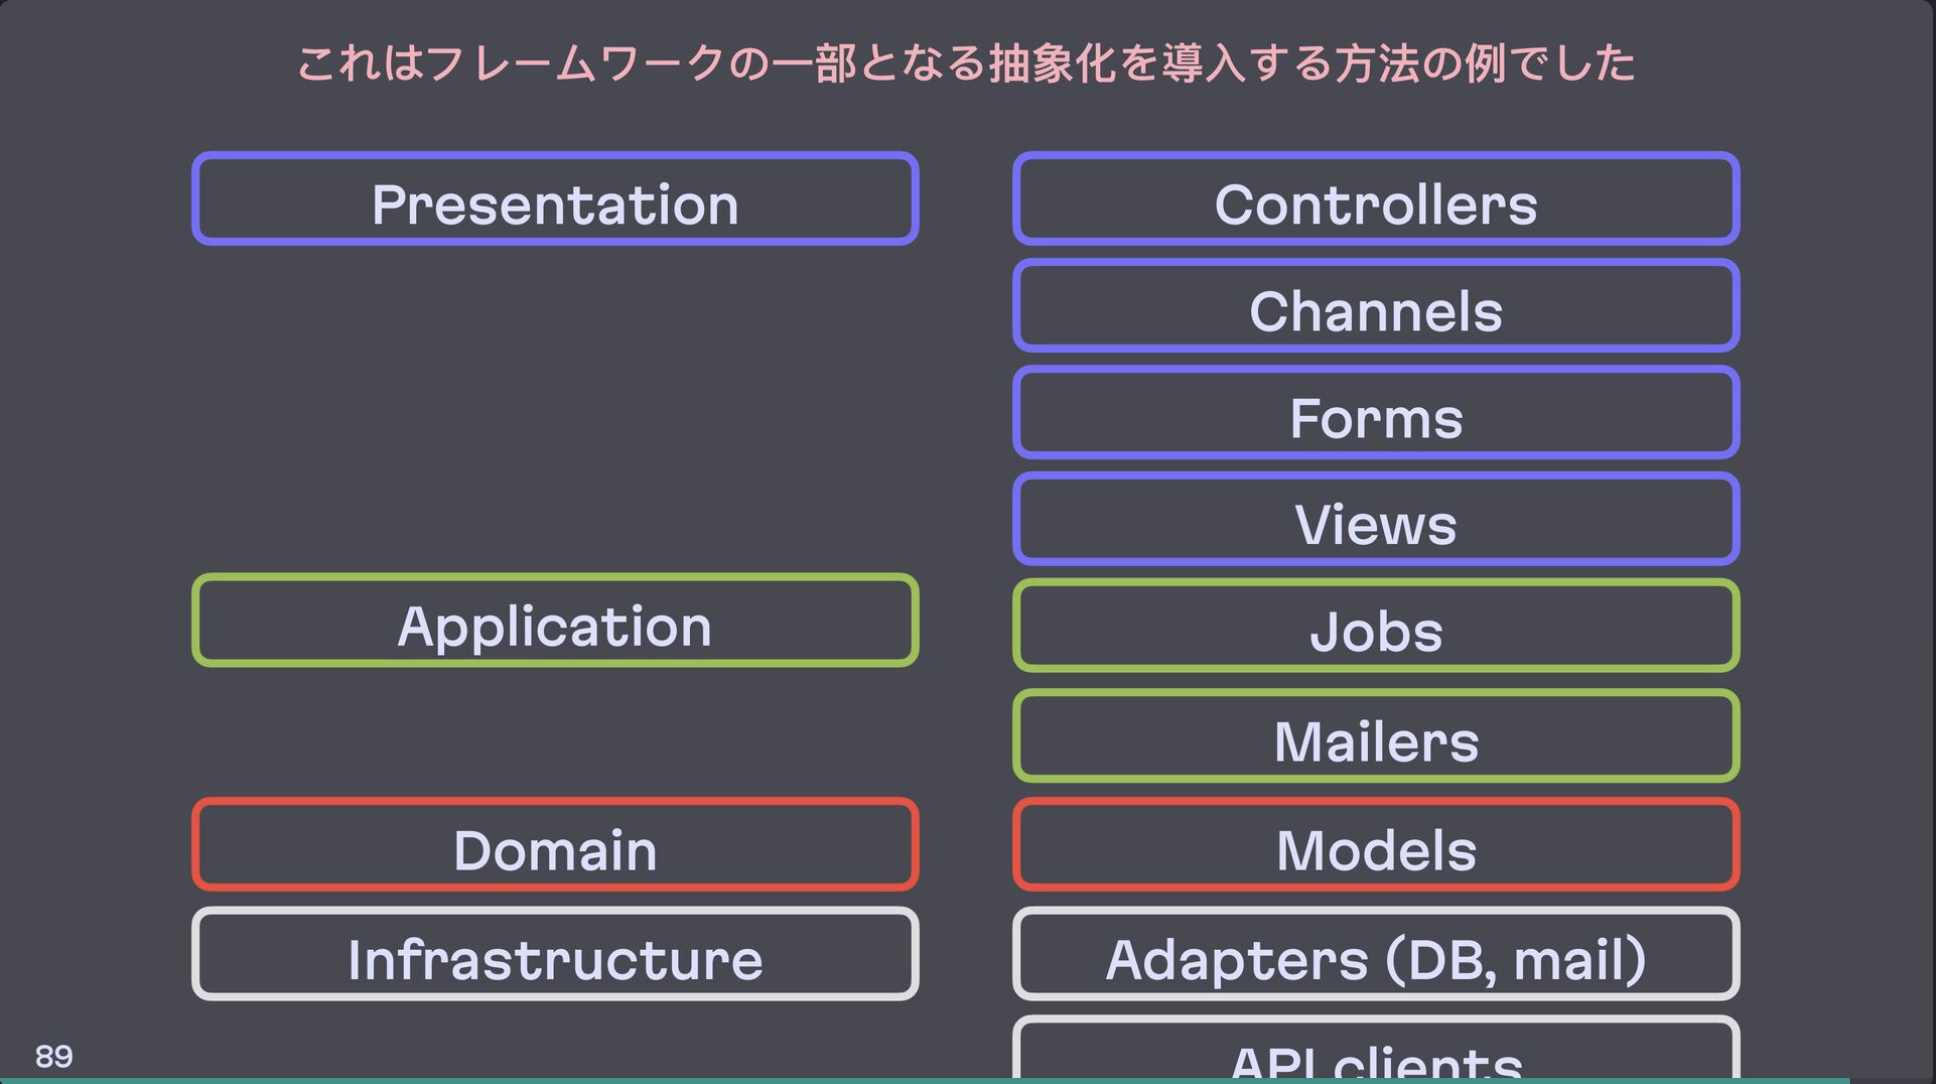 これはフレームワークの一部となる抽象化を導入する方法の例でした
Presentation
Controllers
Channels
Forms
Views
Application
Jobs
Mailers
Domain
Models
Infrastructure
Adapters (DB, mail)
API clients
89